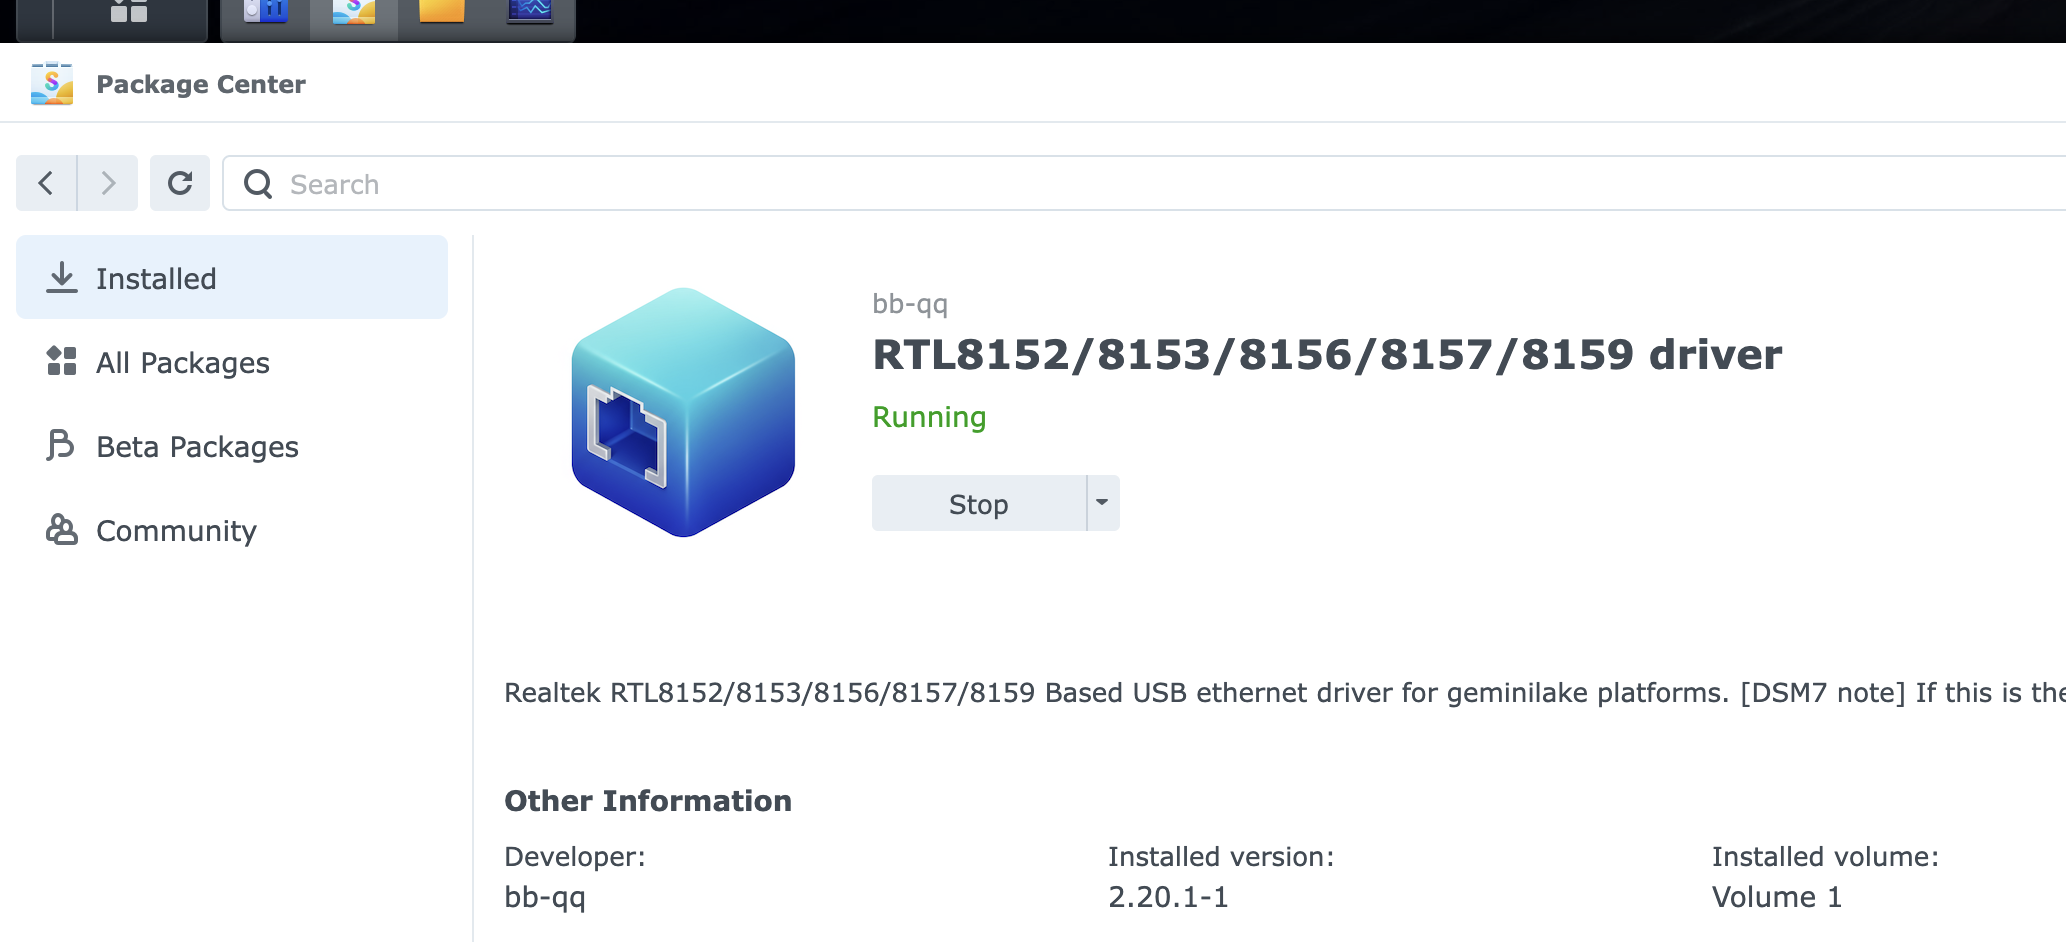 Package Center
Search
Installed
All Packages
Beta Packages
Community
bb-qq
RTL8152/8153/8156/8157/8159 driver
Running
Stop
Realtek RTL8152/8153/8156/8157/8159 Based USB ethernet driver for geminilake platforms. [DSM7 note] If this is the
Other Information
Developer:
bb-qq
Installed version:
2.20.1-1
Installed volume:
Volume 1